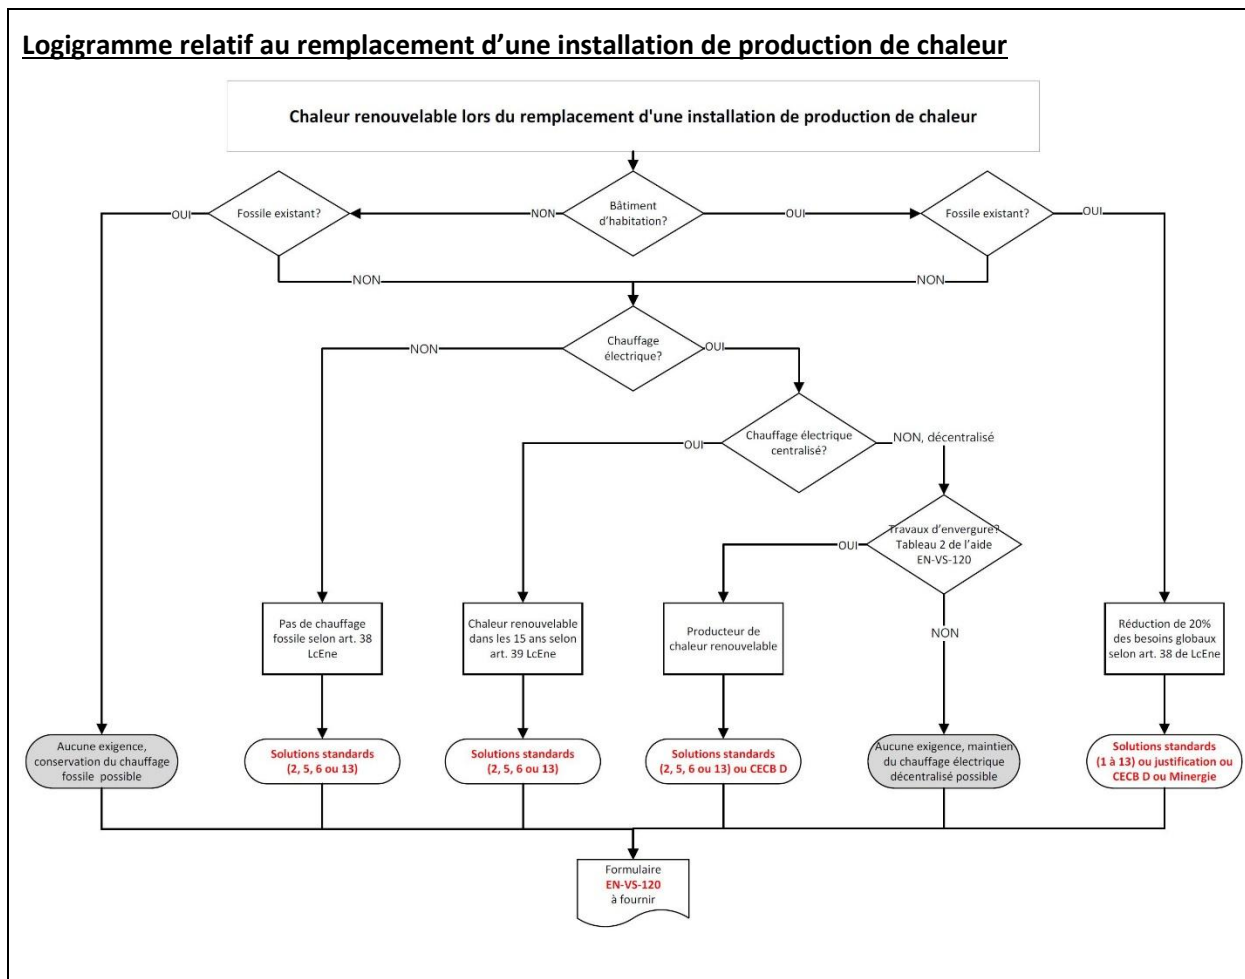 Logigramme relatif au remplacement d’une installation de production de chaleur
Chaleur renouvelable lors du remplacement d'une installation de production de chaleur
OUI
Fossile existant?
NON
Bâtiment
d’habitation?
OUI
Fossile existant?
OUI
NON
NON
NON
Chauffage
électrique?
OUI
OUI
Chauffage électrique
centralisé?
NON, décentralisé
OUI
Travaux d’envergure?
Tableau 2 de l’aide
EN-VS-120
NON
Pas de chauffage
fossile selon art. 38
LcEne
Chaleur renouvelable
dans les 15 ans selon
art. 39 LcEne
Producteur de
chaleur renouvelable
Réduction de 20%
des besoins globaux
selon art. 38 de LcEne
Aucune exigence,
conservation du chauffage
fossile possible
Solutions standards
(2, 5, 6 ou 13)
Solutions standards
(2, 5, 6 ou 13)
Solutions standards
(2, 5, 6 ou 13) ou CECB D
Aucune exigence, maintien
du chauffage électrique
décentralisé possible
Solutions standards
(1 à 13) ou justification ou
CECB D ou Minergie
Formulaire
EN-VS-120
à fournir